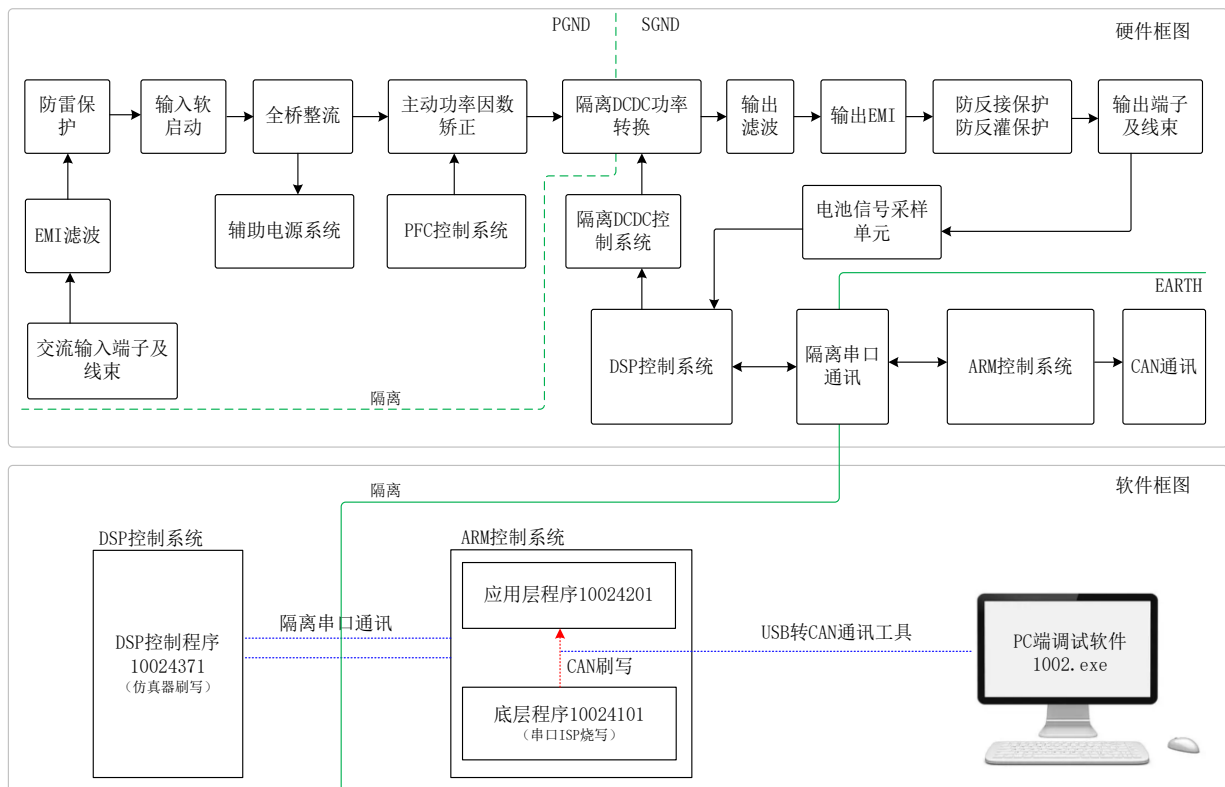 PGND
SGND
硬件框图
防雷保
护
输入软
启动
全桥整流
主动功率因数
矫正
隔离DCDC功率
转换
输出
滤波
输出EMI
防反接保护
防反灌保护
输出端子
及线束
EMI滤波
辅助电源系统
PFC控制系统
隔离DCDC控
制系统
电池信号采样
单元
EARTH
交流输入端子及
线束
DSP控制系统
隔离串口
通讯
ARM控制系统
CAN通讯
隔离
软件框图
隔离
DSP控制系统
ARM控制系统
DSP控制程序
10024371
(仿真器刷写)
隔离串口通讯
应用层程序10024201
CAN刷写
底层程序10024101
(串口ISP烧写)
USB转CAN通讯工具
PC端调试软件
1002.exe